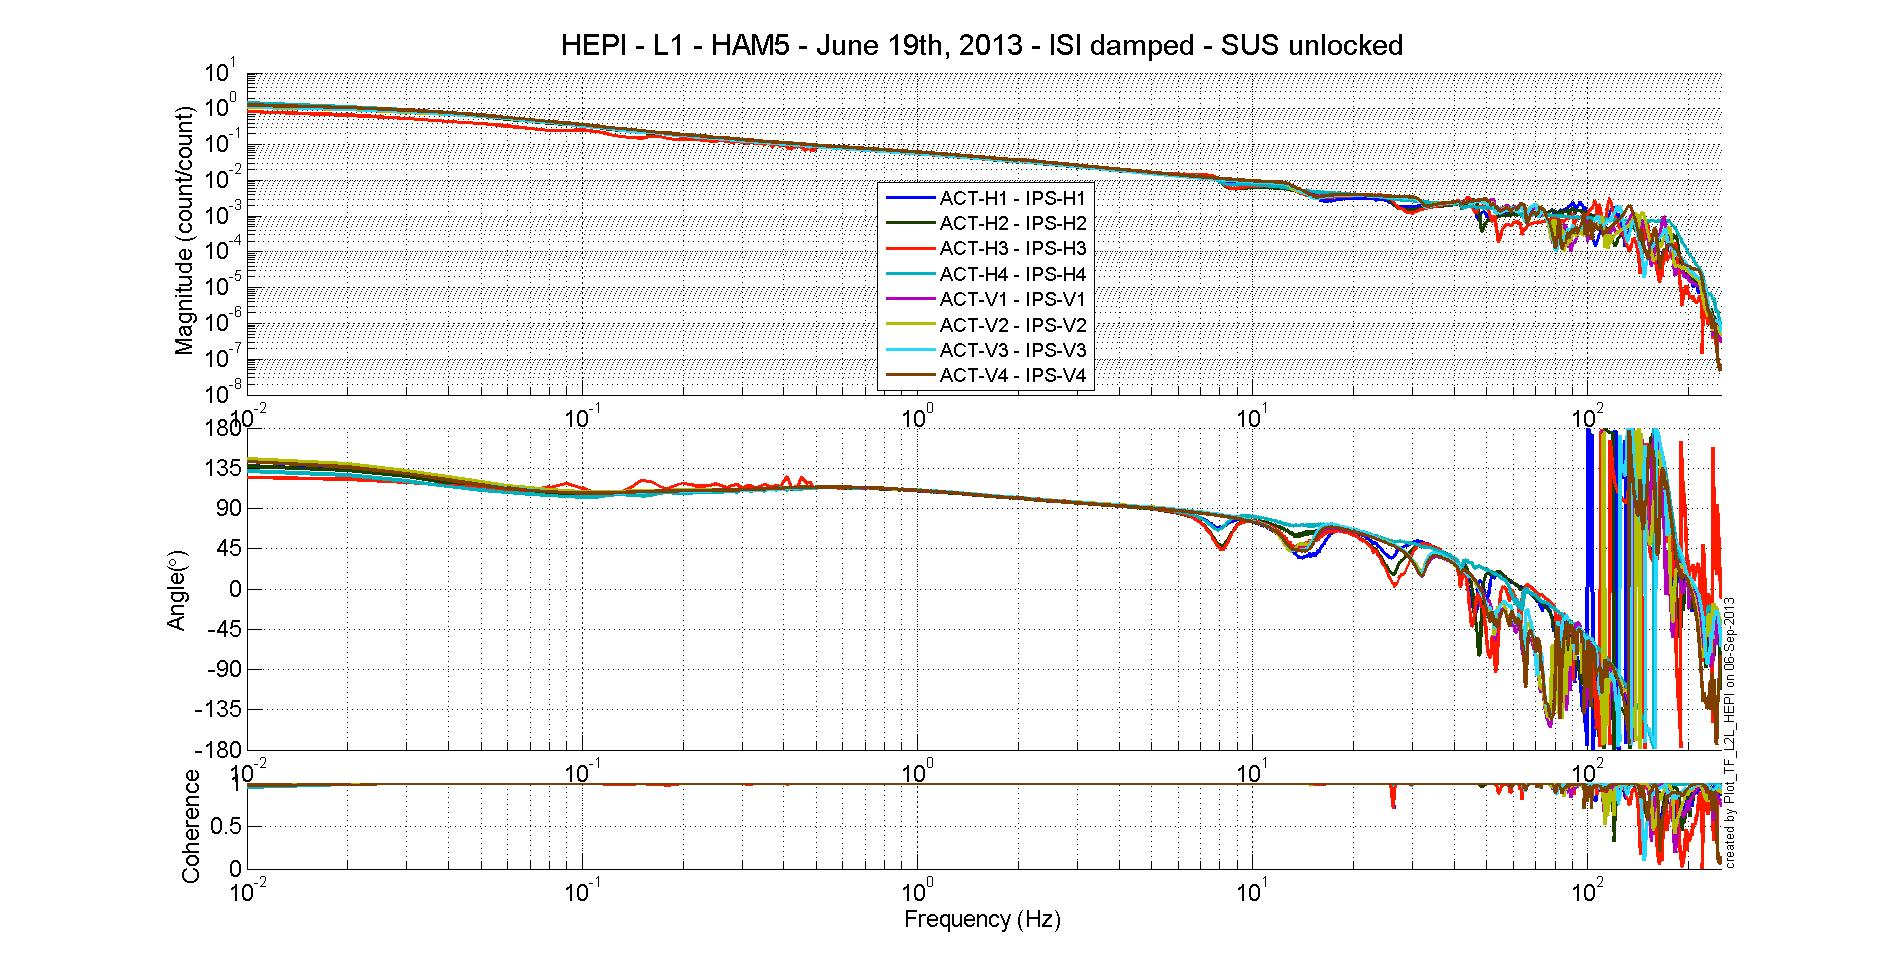 HEPI - L1 - HAM5 - June 19th, 2013 - ISI damped - SUS unlocked
Magnitude (count/count)
10^1
10^0
10^-1
10^-2
10^-3
10^-4
10^-5
10^-6
10^-7
10^-8
ACT-H1 - IPS-H1
ACT-H2 - IPS-H2
ACT-H3 - IPS-H3
ACT-H4 - IPS-H4
ACT-V1 - IPS-V1
ACT-V2 - IPS-V2
ACT-V3 - IPS-V3
ACT-V4 - IPS-V4
10^-2 10^-1 10^0 10^1 10^2
Angle(°)
180
135
90
45
0
-45
-90
-135
-180
10^-2 10^-1 10^0 10^1 10^2
Coherence
1
0.5
0
10^-2 10^-1 10^0 10^1 10^2
Frequency (Hz)
created by Plot_TF_L2L_HEPI on 06-Sep-2013